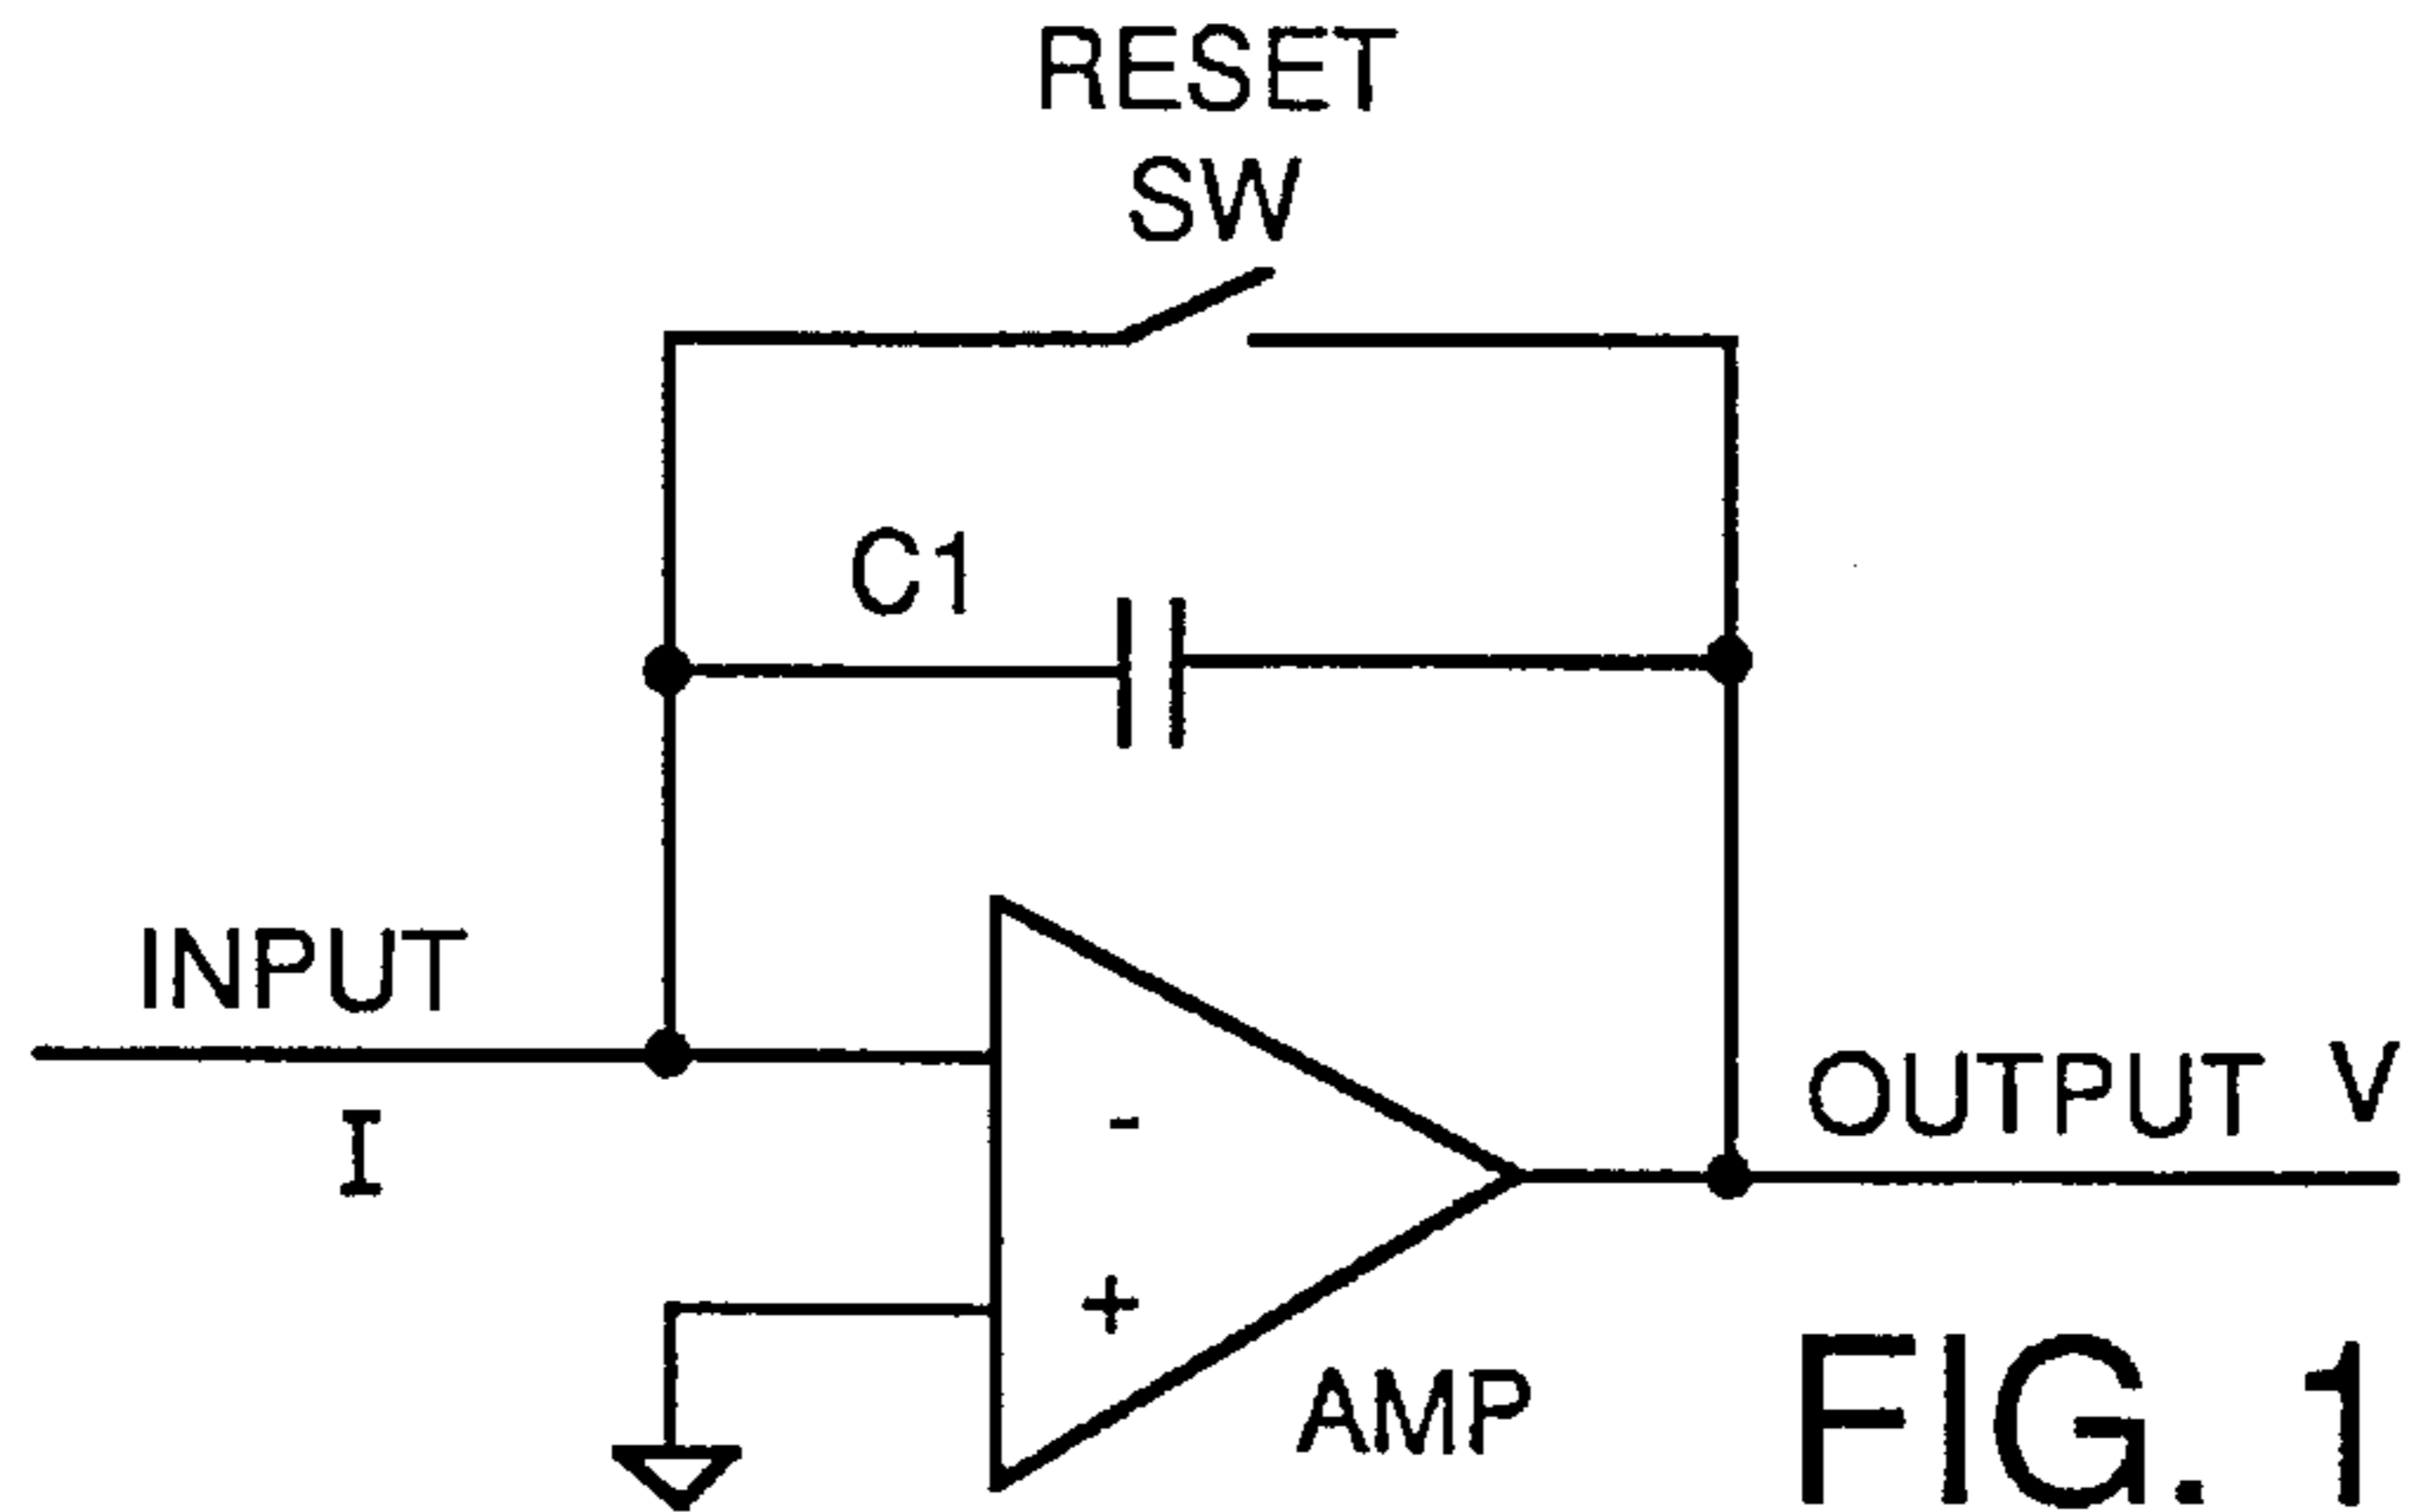 RESET
SW
C1
INPUT
I
-
+
AMP
OUTPUT V
FIG. 1